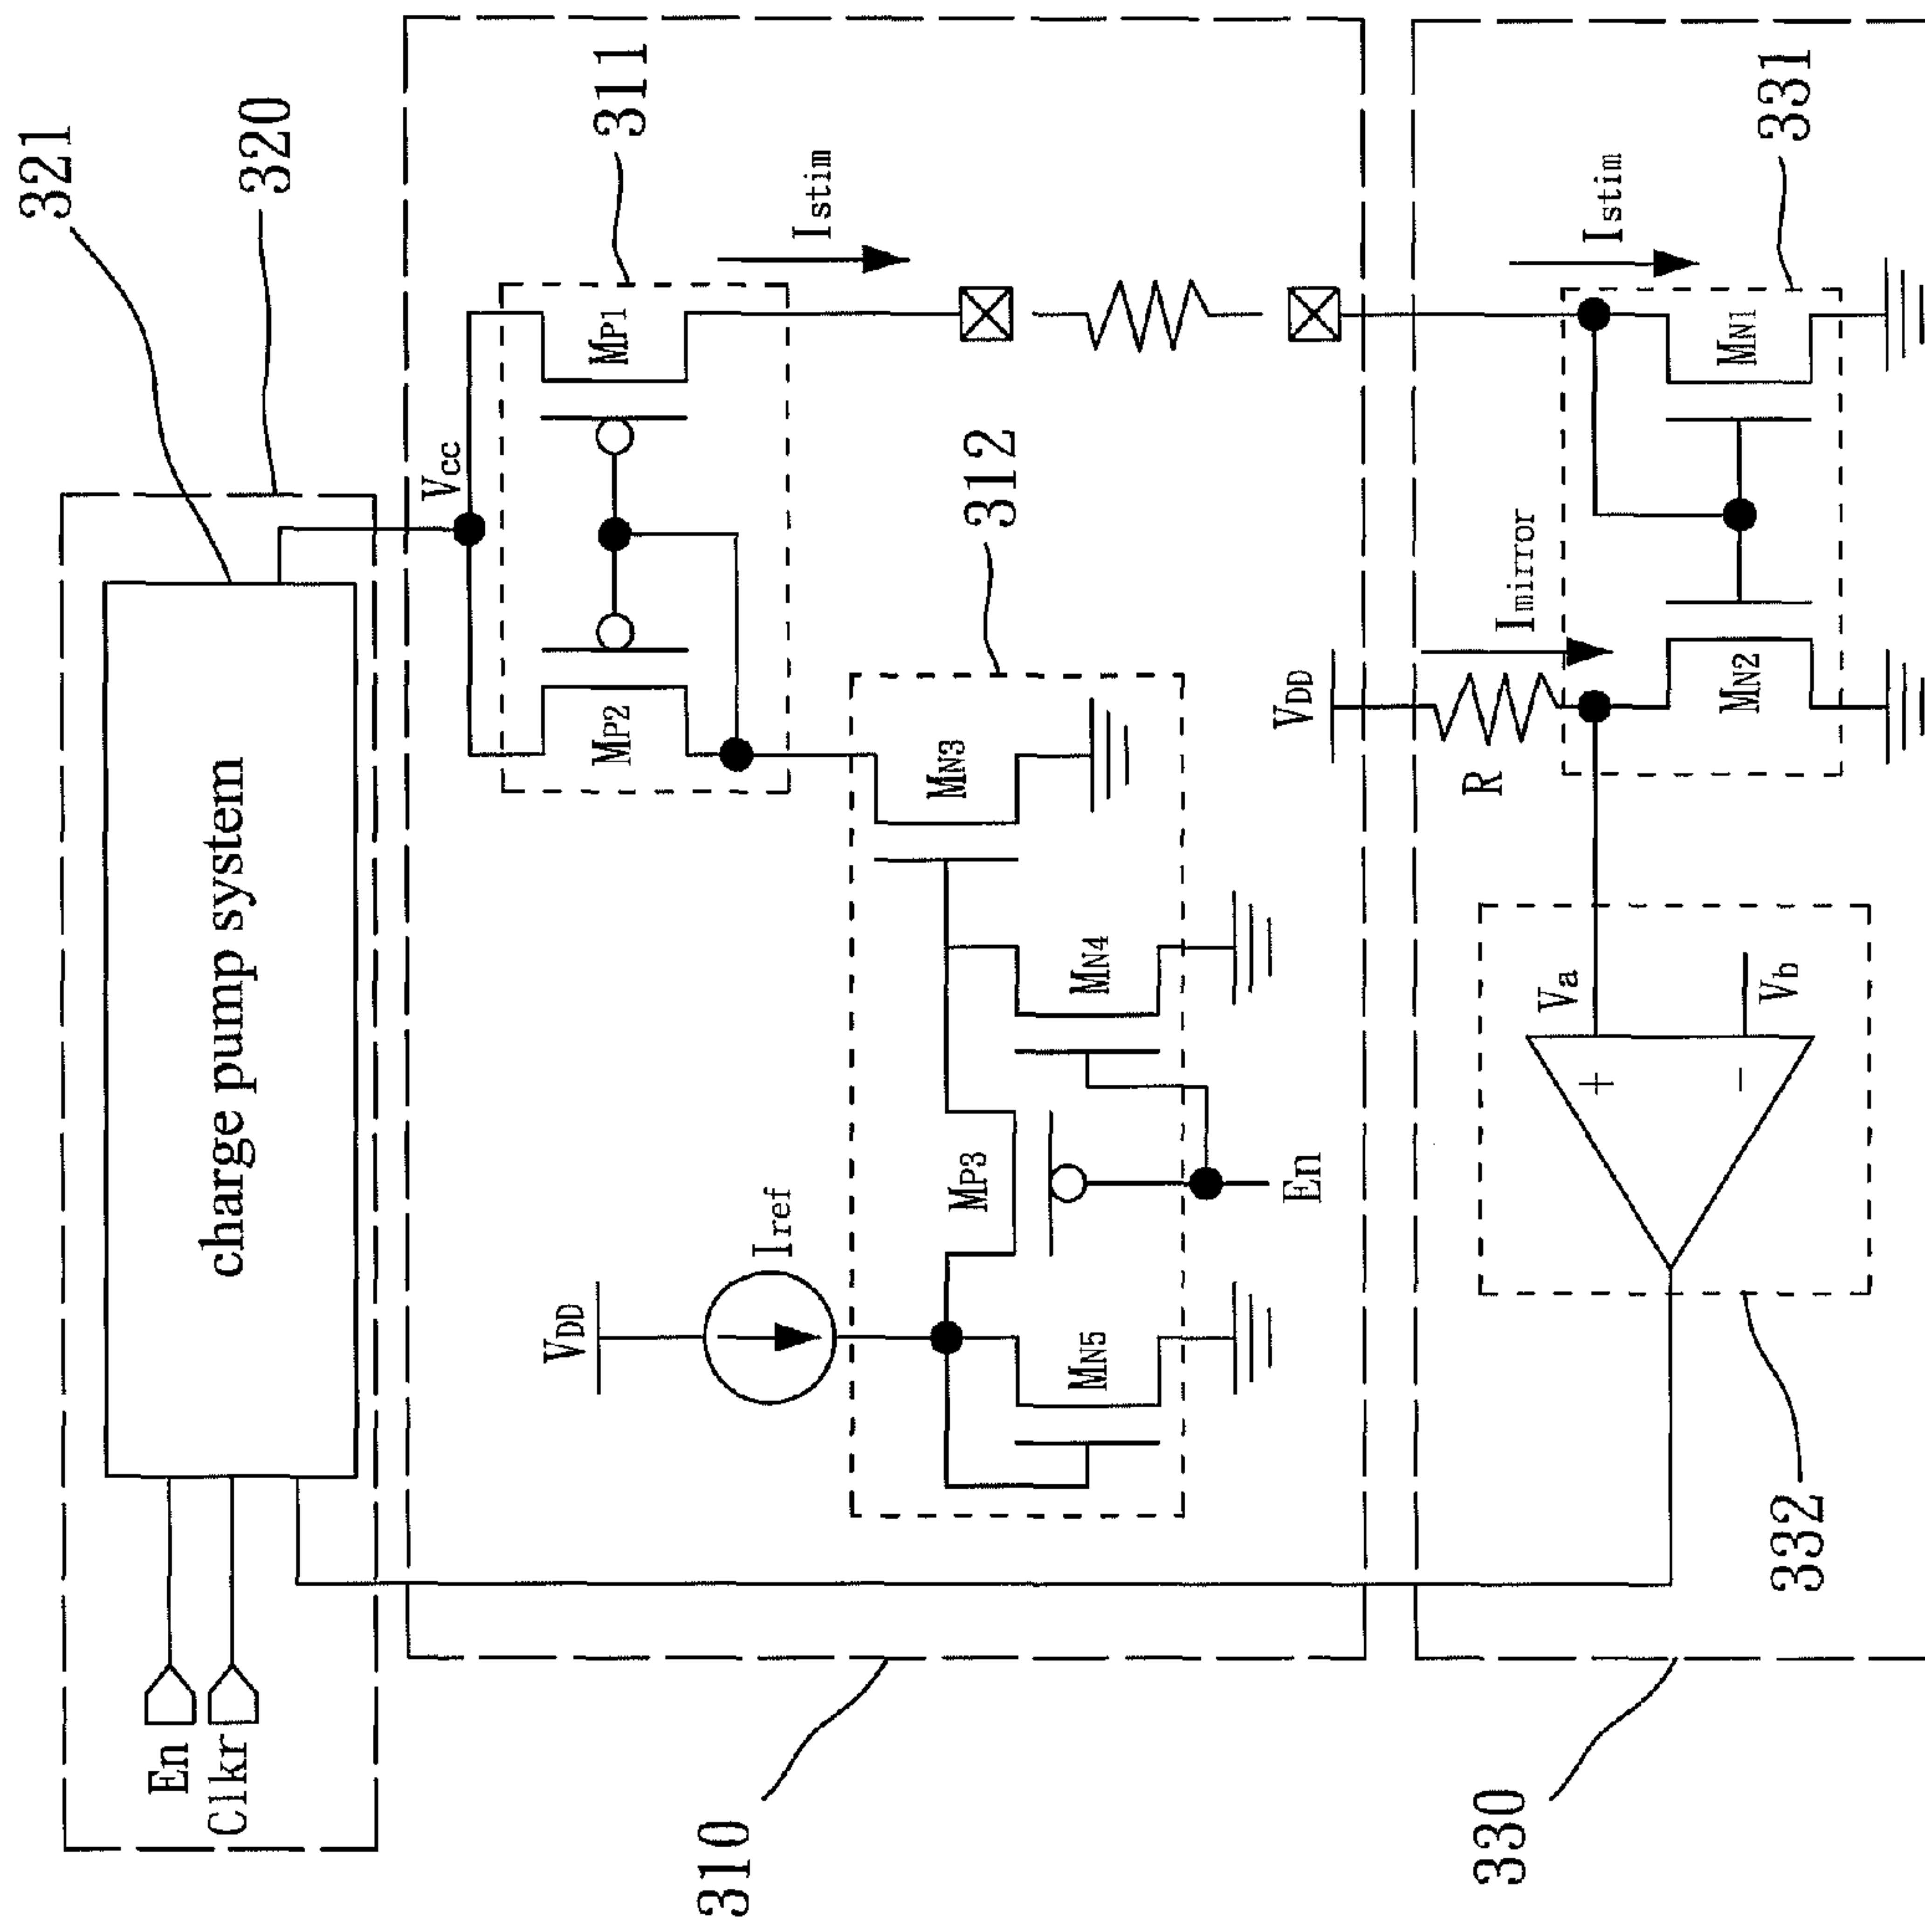 321
320
charge pump system
En
Clkr
Vcc
311
MP2
MP1
Istim
312
VDD
Iref
MN3
MP3
MN4
MN5
En
310
VDD
R
Imirror
Istim
331
MN2
MN1
Va
Vb
+
-
332
330